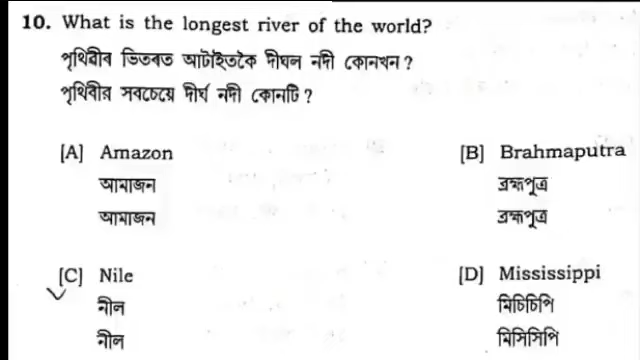 10. What is the longest river of the world?
পৃথিৱীৰ ভিতৰত আটাইতকৈ দীঘল নদী কোনখন?
পৃথিবীর সবচেয়ে দীর্ঘ নদী কোনটি?
[A] Amazon
আমাজন
আমাজন
[B] Brahmaputra
ব্ৰহ্মপুত্ৰ
ব্রহ্মপুত্র
[C] Nile
নীল
নীল
[D] Mississippi
মিচিচিপি
মিসিসিপি